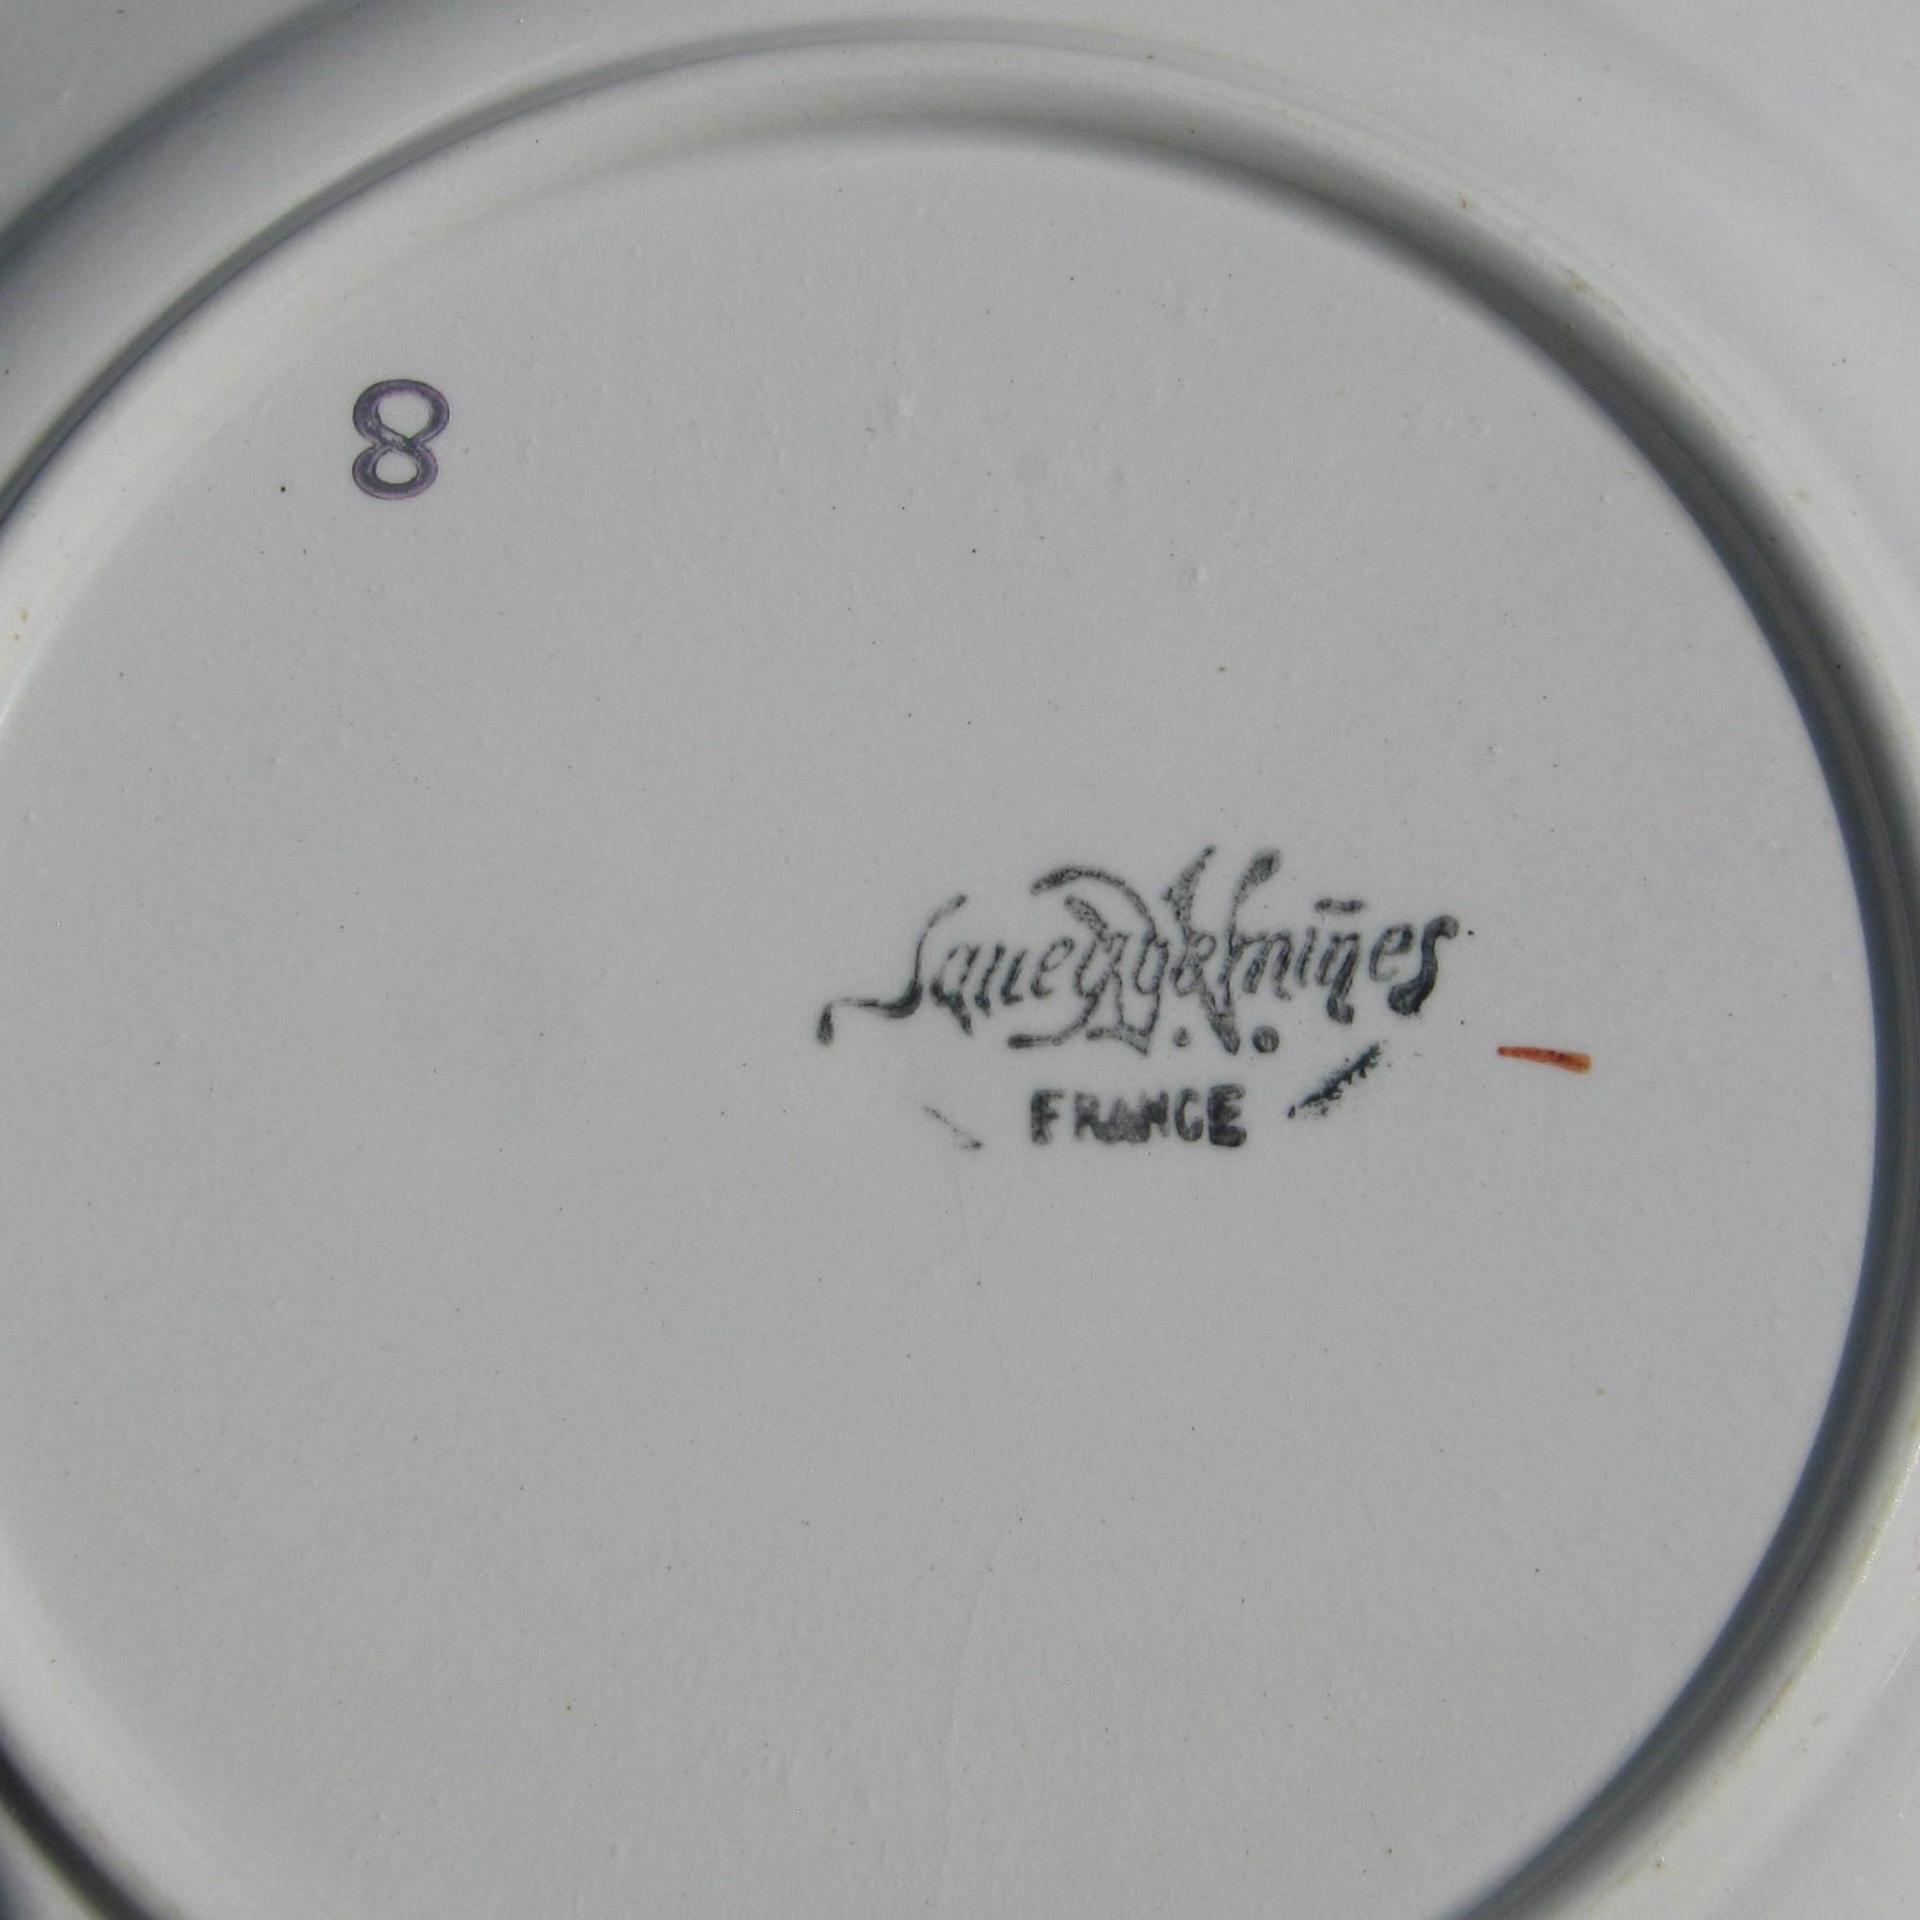 8
Sarreguemines
D.V.
FRANCE